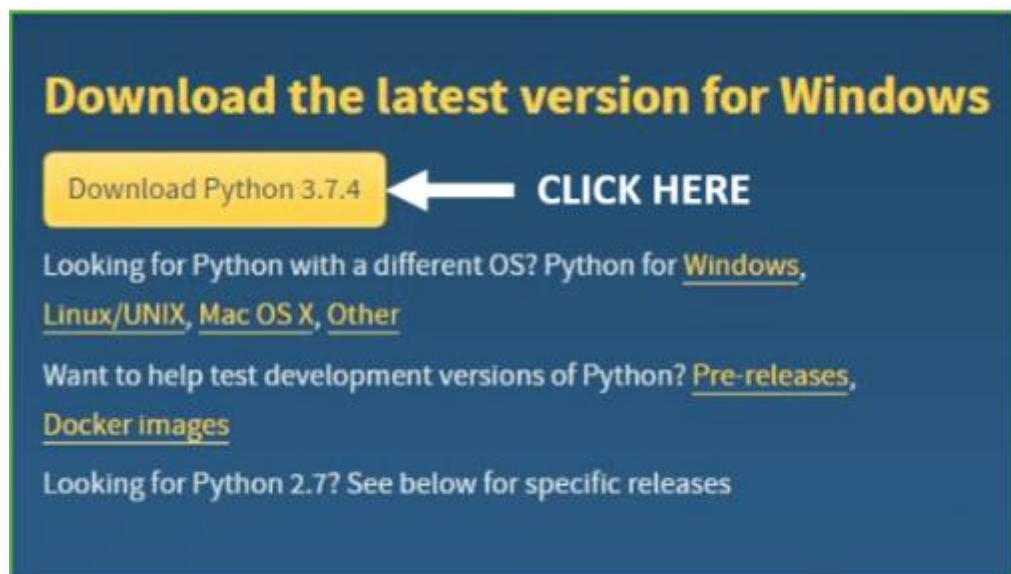 Download the latest version for Windows
Download Python 3.7.4 CLICK HERE
Looking for Python with a different OS? Python for Windows,
Linux/UNIX, Mac OS X, Other
Want to help test development versions of Python? Pre-releases,
Docker images
Looking for Python 2.7? See below for specific releases